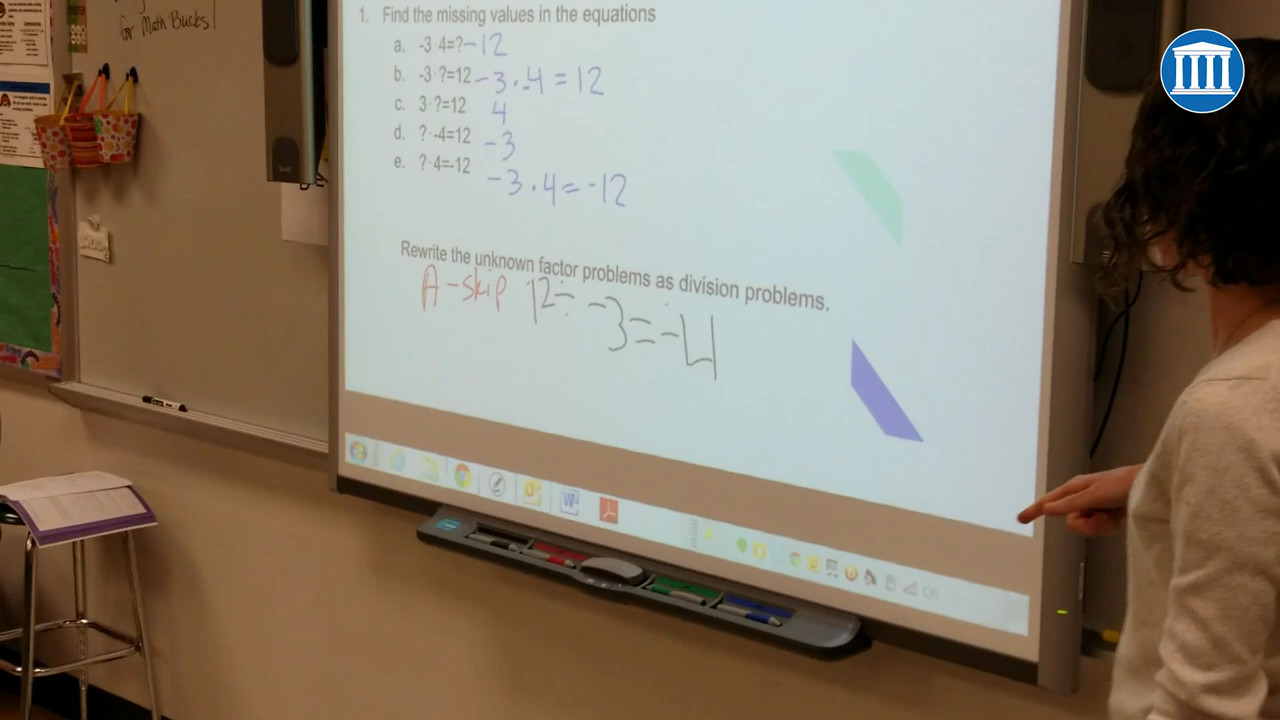 for Math Bucks!
1. Find the missing values in the equations
a. -3·4=? -12
b. -3·?=12 -3·-4 = 12
c. 3·?=12 4
d. ?·-4=12 -3
e. ?·4=-12 -3·4= -12
Rewrite the unknown factor problems as division problems.
A-skip 12÷ -3=-4